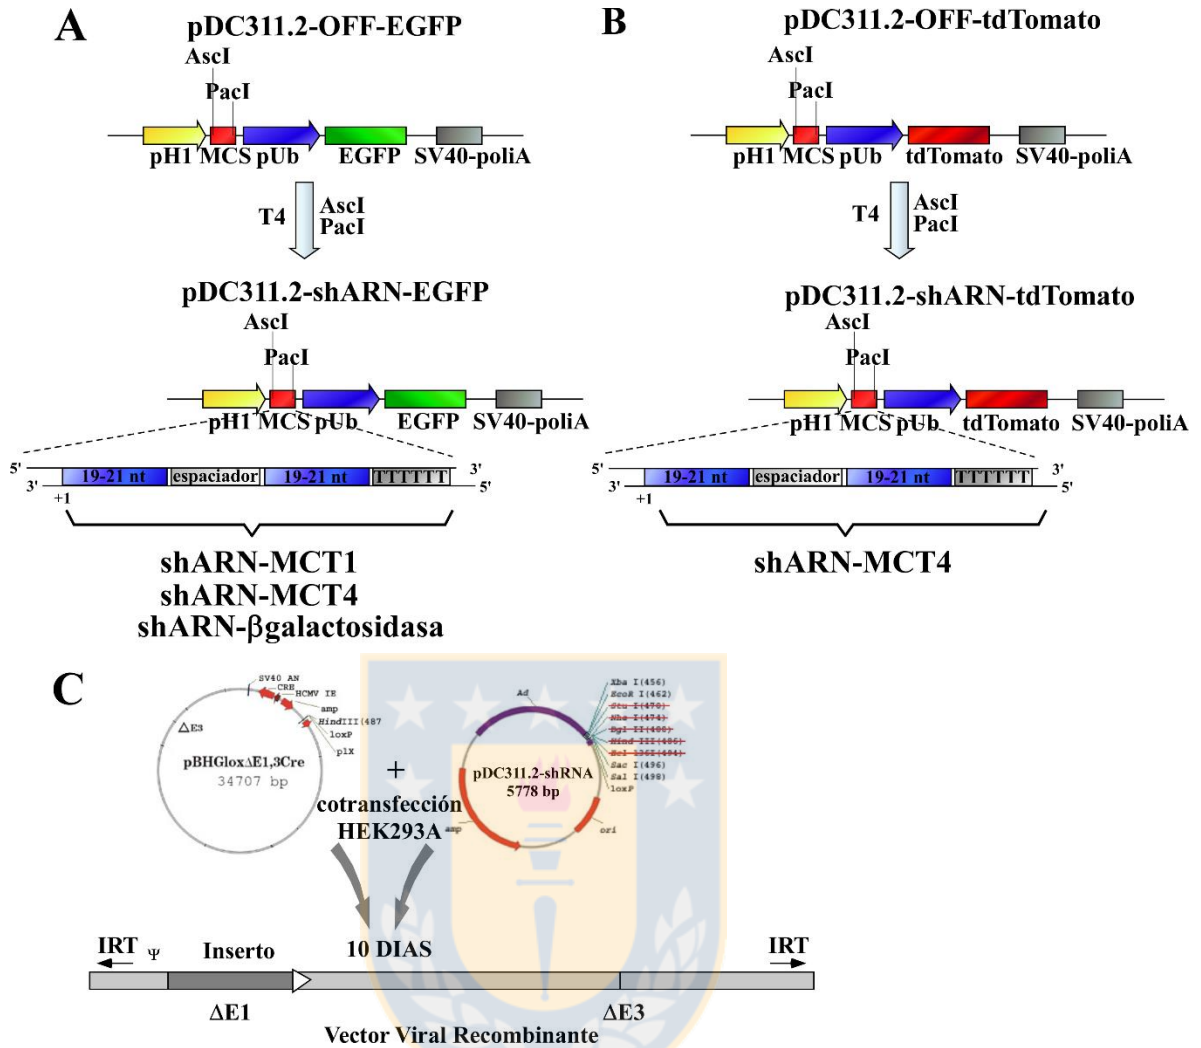 A
pDC311.2-OFF-EGFP
AscI
PacI
pH1 MCS pUb EGFP SV40-poliA
T4
AscI
PacI
pDC311.2-shARN-EGFP
AscI
PacI
pH1 MCS pUb EGFP SV40-poliA
5' 19-21 nt espaciador 19-21 nt TTTTTT 3'
3' 5'
+1
shARN-MCT1
shARN-MCT4
shARN-βgalactosidasa
B
pDC311.2-OFF-tdTomato
AscI
PacI
pH1 MCS pUb tdTomato SV40-poliA
T4
AscI
PacI
pDC311.2-shARN-tdTomato
AscI
PacI
pH1 MCS pUb tdTomato SV40-poliA
5' 19-21 nt espaciador 19-21 nt TTTTTT 3'
3' 5'
+1
shARN-MCT4
C
SV40 AN
CRE
HCMV IE
amp
HindIII(487
loxP
plX
ΔE3
pBHGloxΔE1,3Cre
34707 bp
+
cotransfección
HEK293A
Ad
Xba I(456)
EcoR I(462)
Stu I(470)
Nhe I(474)
Bgl II(480)
Hind III(486)
Ecl 136I(494)
Sac I(496)
Sal I(498)
loxP
pDC311.2-shRNA
5778 bp
amp
ori
10 DIAS
IRT Ψ Inserto IRT
ΔE1 ΔE3
Vector Viral Recombinante